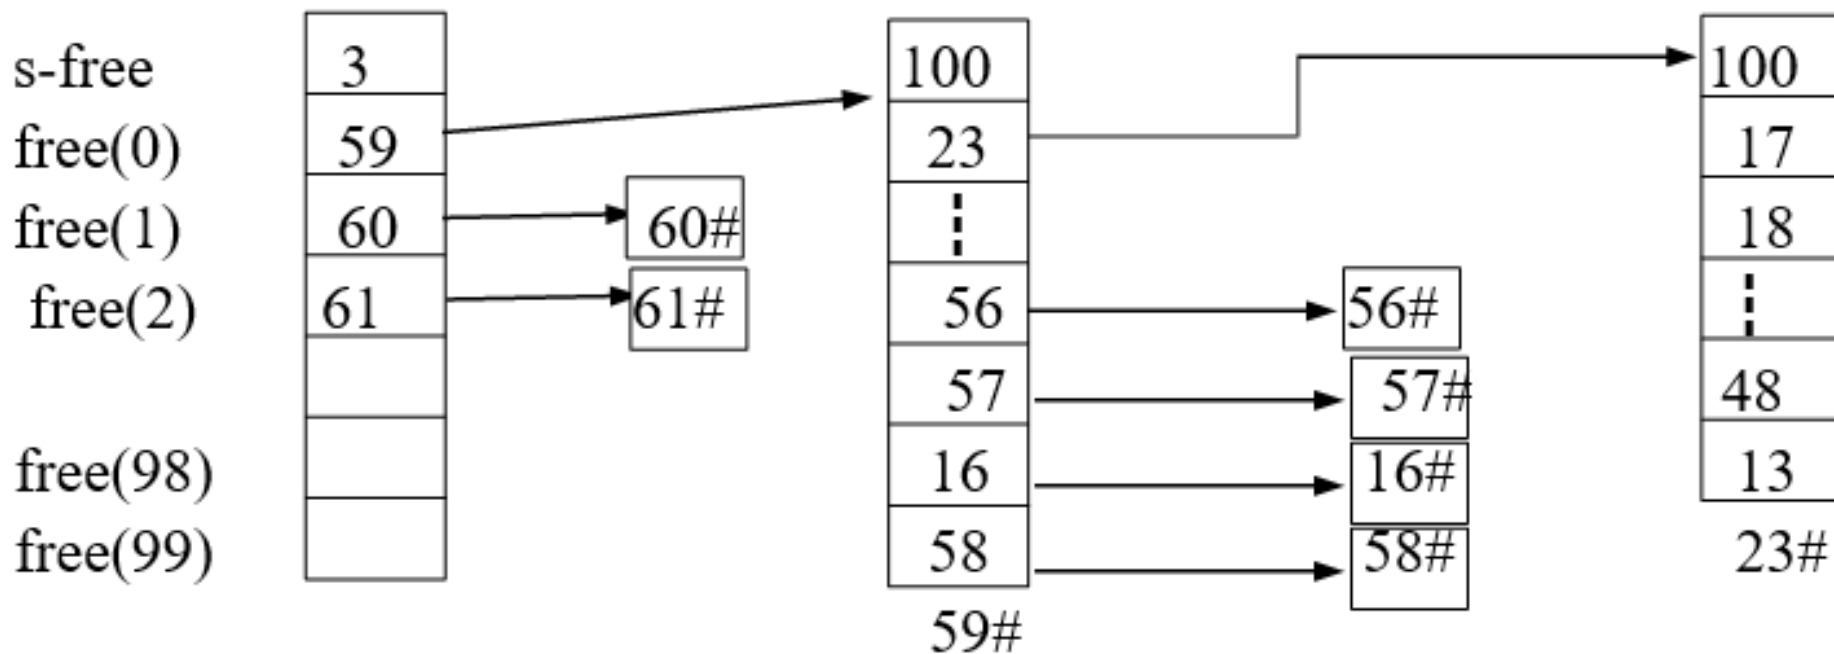 s-free 3 100 100
free(0) 59 23 17
free(1) 60 60# 18
free(2) 61 61# 56 56#
57 57# 48
free(98) 16 16# 13
free(99) 58 58# 23#
59#